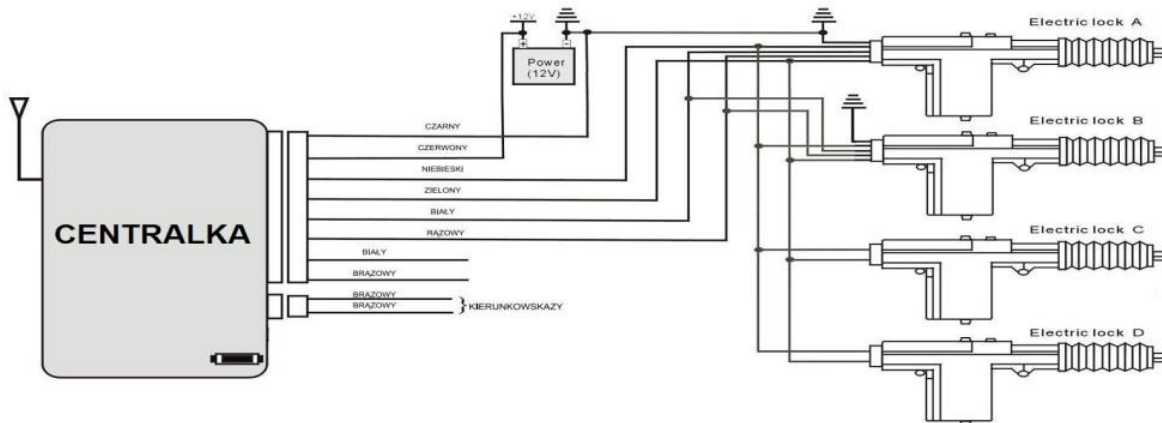 +12V
Electric lock A
+ -
Power
(12V)
Electric lock B
CZARNY
CZERWONY
NIEBIESKI
ZIELONY
BIAŁY
RĄZOWY
CENTRALKA
Electric lock C
BIAŁY
BRĄZOWY
BRĄZOWY
BRĄZOWY
KIERUNKOWSKAZY
Electric lock D